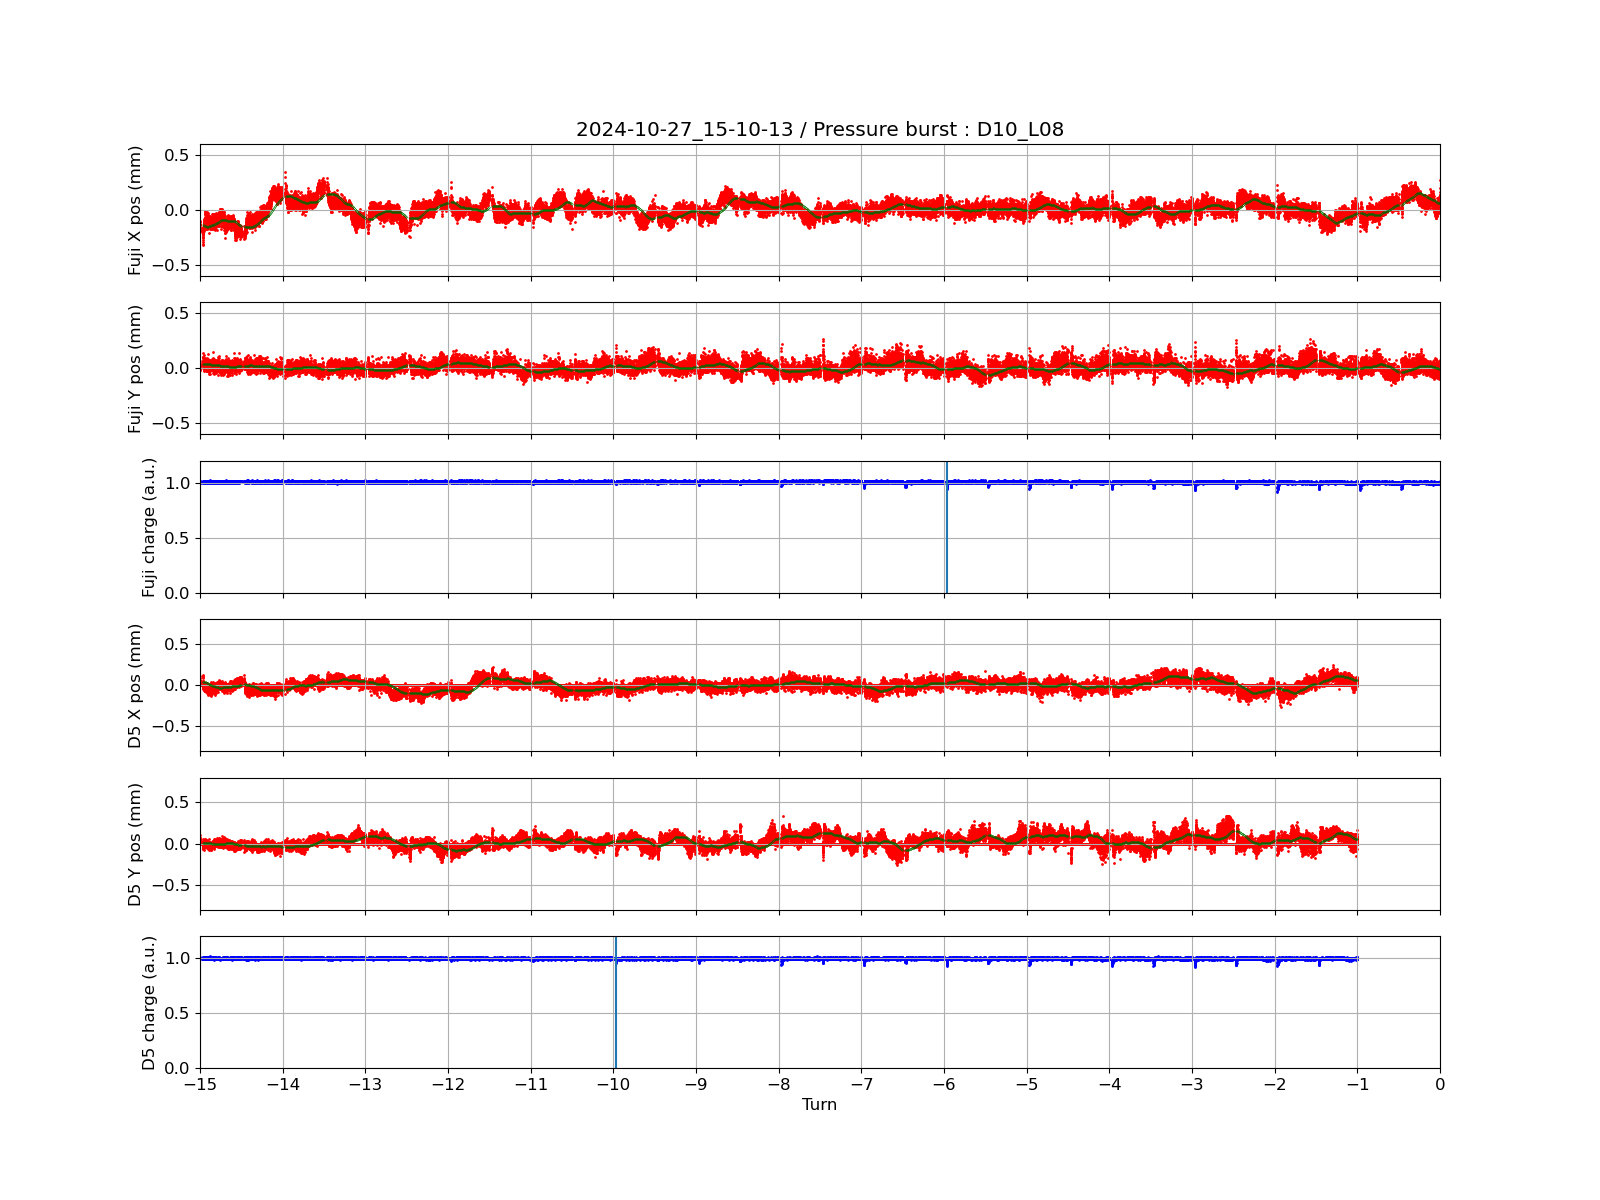 2024-10-27_15-10-13 / Pressure burst : D10_L08
Fuji X pos (mm)
0.5
0.0
−0.5
Fuji Y pos (mm)
0.5
0.0
−0.5
Fuji charge (a.u.)
1.0
0.5
0.0
D5 X pos (mm)
0.5
0.0
−0.5
D5 Y pos (mm)
0.5
0.0
−0.5
D5 charge (a.u.)
1.0
0.5
0.0
−15 −14 −13 −12 −11 −10 −9 −8 −7 −6 −5 −4 −3 −2 −1 0
Turn